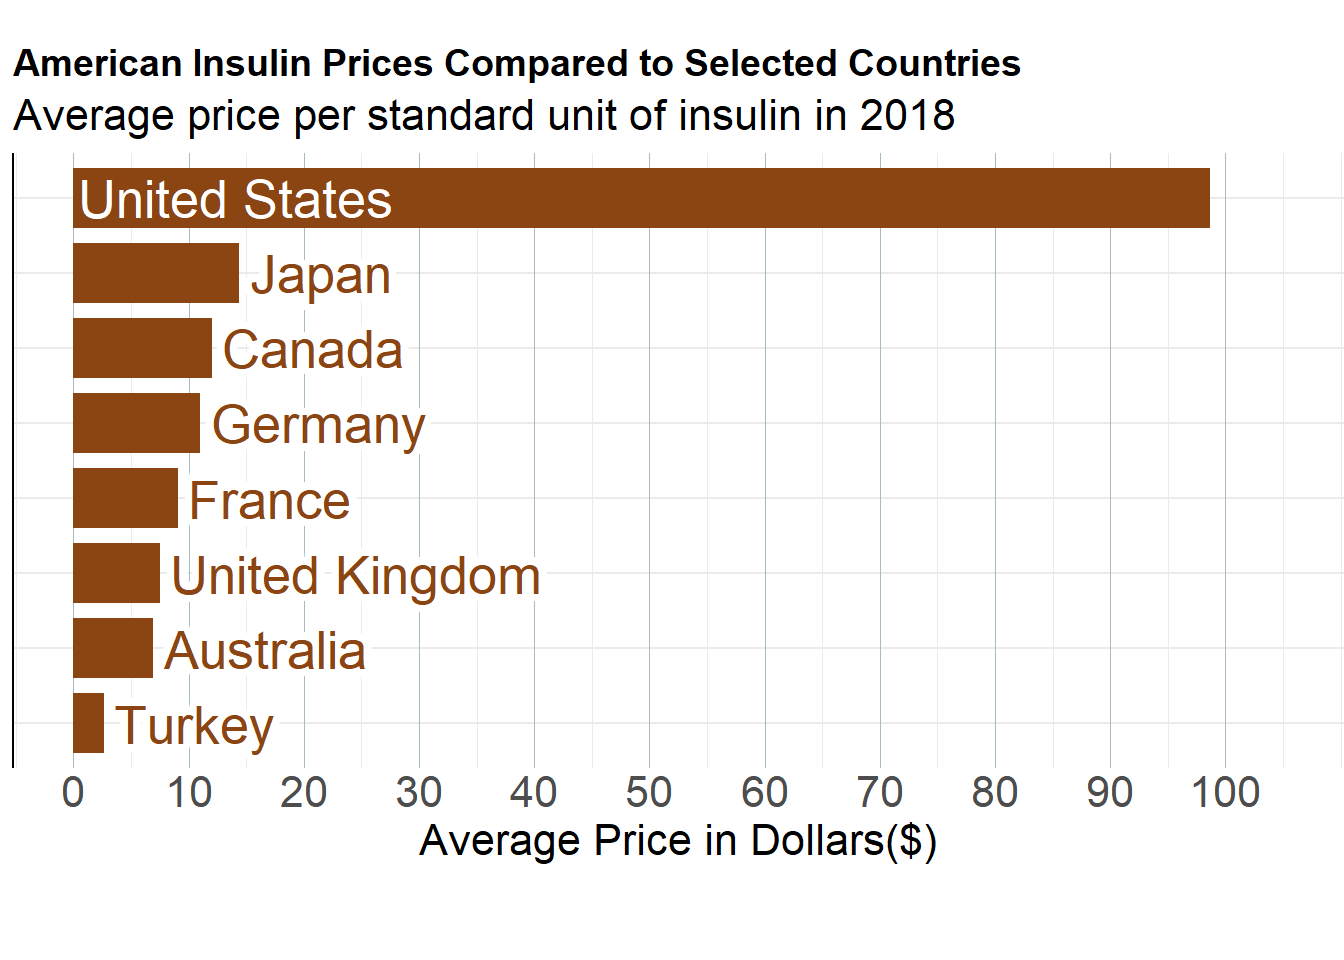 American Insulin Prices Compared to Selected Countries
Average price per standard unit of insulin in 2018
United States
Japan
Canada
Germany
France
United Kingdom
Australia
Turkey
0 10 20 30 40 50 60 70 80 90 100
Average Price in Dollars($)